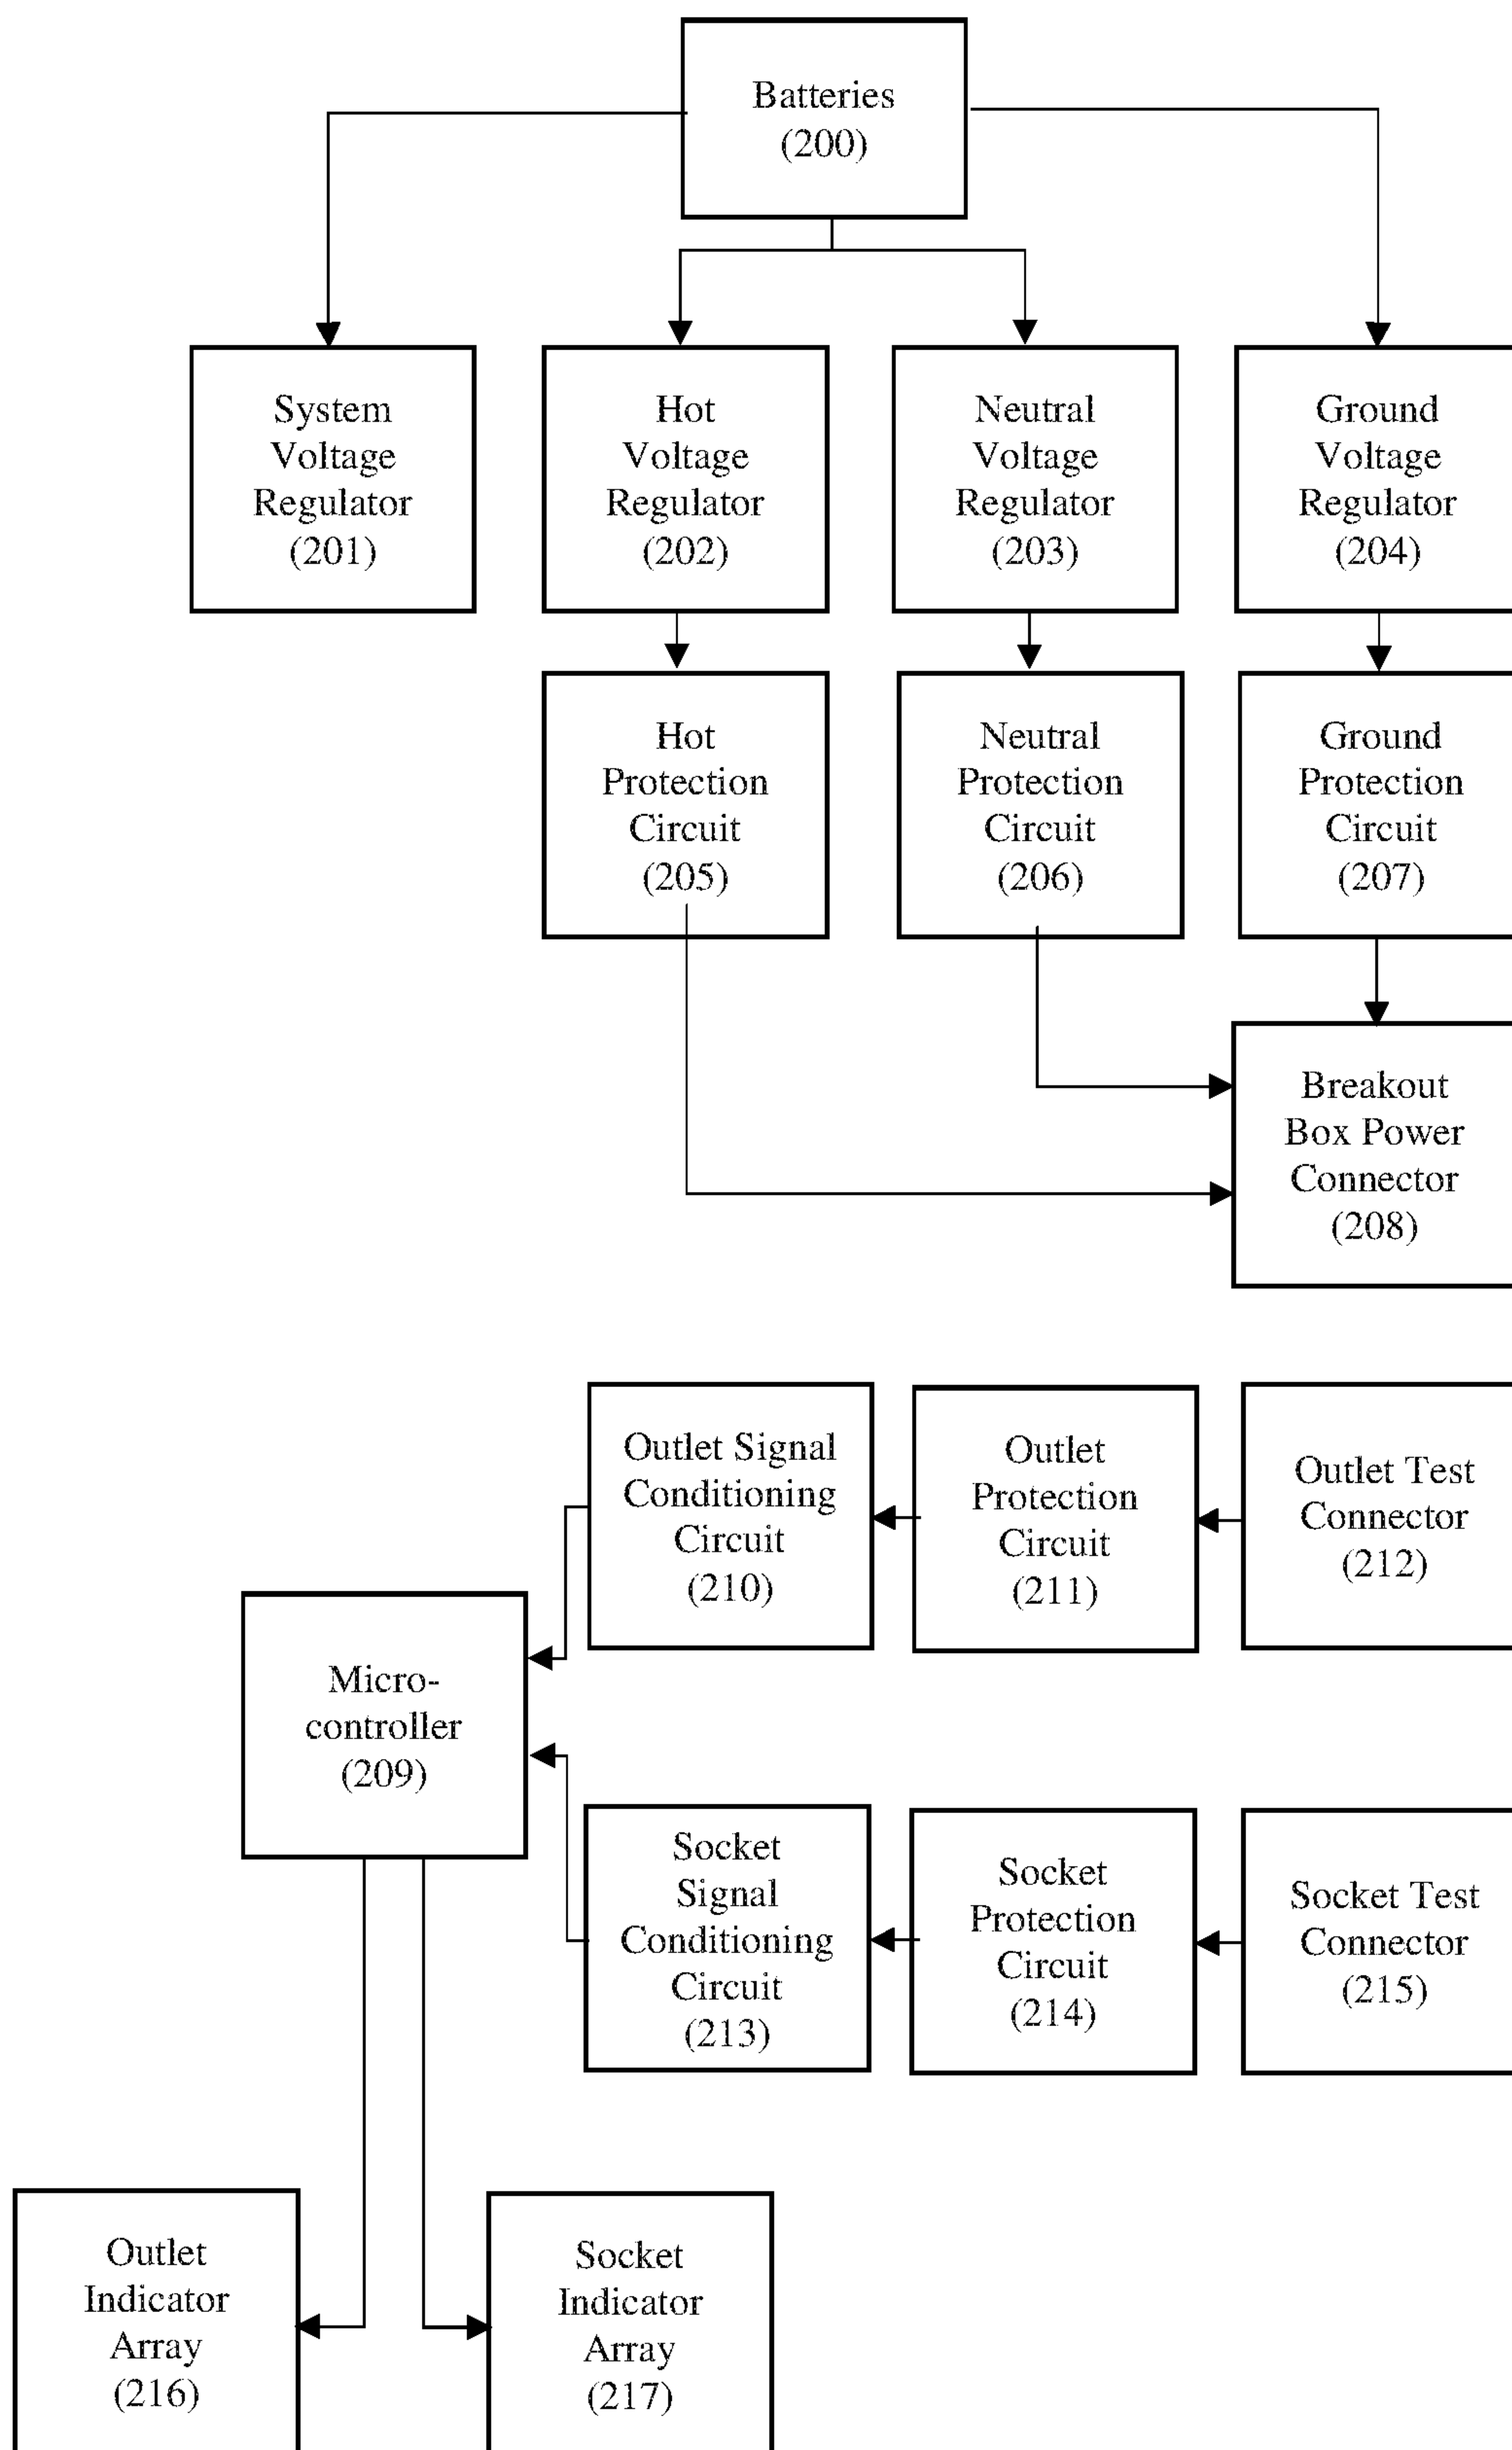 Batteries
(200)
System
Voltage
Regulator
(201)
Hot
Voltage
Regulator
(202)
Neutral
Voltage
Regulator
(203)
Ground
Voltage
Regulator
(204)
Hot
Protection
Circuit
(205)
Neutral
Protection
Circuit
(206)
Ground
Protection
Circuit
(207)
Breakout
Box Power
Connector
(208)
Outlet Signal
Conditioning
Circuit
(210)
Outlet
Protection
Circuit
(211)
Outlet Test
Connector
(212)
Micro-
controller
(209)
Socket
Signal
Conditioning
Circuit
(213)
Socket
Protection
Circuit
(214)
Socket Test
Connector
(215)
Outlet
Indicator
Array
(216)
Socket
Indicator
Array
(217)